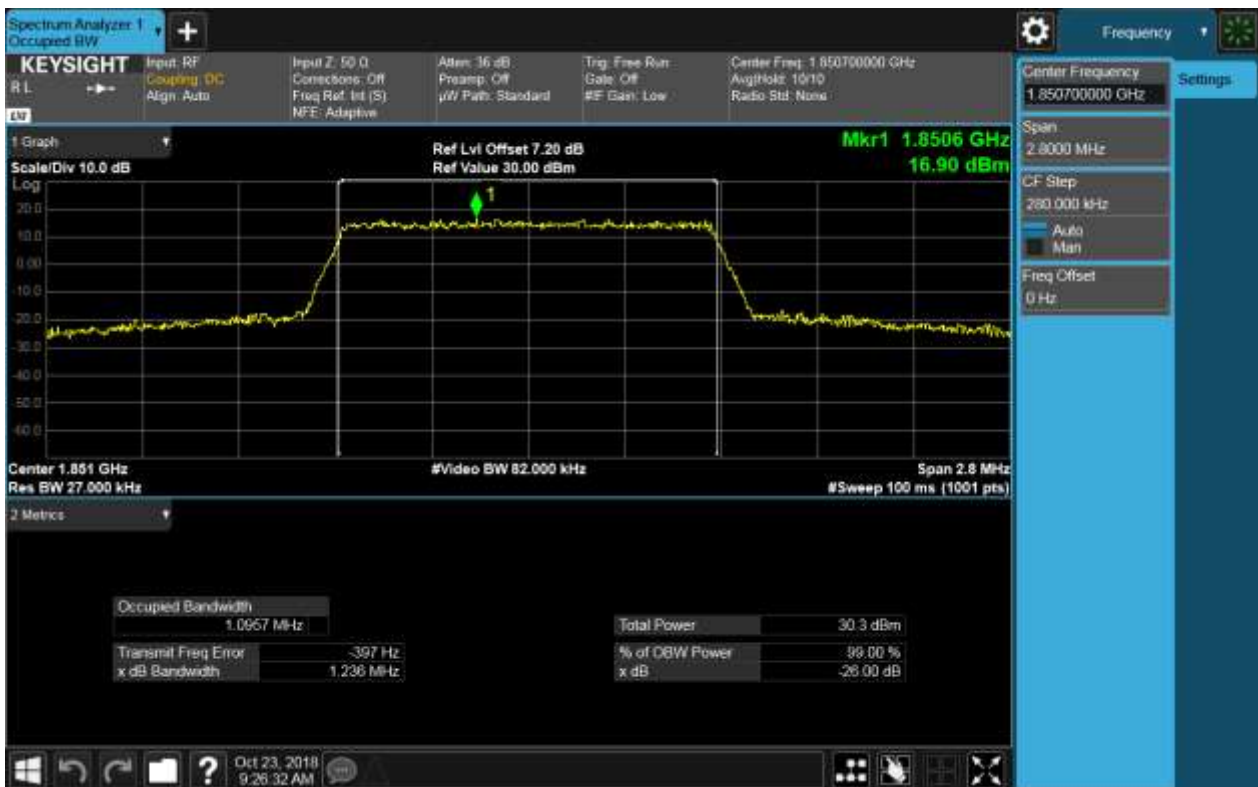 Spectrum Analyzer 1
Occupied BW
+
Frequency
KEYSIGHT
R L
Input: RF
Coupling: DC
Align: Auto
Input Z: 50 Ω
Corrections: Off
Freq Ref: Int (S)
NFE: Adaptive
Atten: 36 dB
Preamp: Off
µW Path: Standard
Trig: Free Run
Gate: Off
#IF Gain: Low
Center Freq: 1.850700000 GHz
Avg|Hold: 10/10
Radio Std: None
Center Frequency
1.850700000 GHz
Settings
Span
2.8000 MHz
CF Step
280.000 kHz
Auto
Man
Freq Offset
0 Hz
1 Graph
Scale/Div 10.0 dB
Ref Lvl Offset 7.20 dB
Ref Value 30.00 dBm
Mkr1 1.8506 GHz
16.90 dBm
Log
20.0
10.0
0.00
-10.0
-20.0
-30.0
-40.0
-50.0
-60.0
1
Center 1.851 GHz
Res BW 27.000 kHz
#Video BW 82.000 kHz
Span 2.8 MHz
#Sweep 100 ms (1001 pts)
2 Metrics
Occupied Bandwidth
1.0957 MHz
Transmit Freq Error -397 Hz
x dB Bandwidth 1.236 MHz
Total Power 30.3 dBm
% of OBW Power 99.00 %
x dB -26.00 dB
?
Oct 23, 2018
9:26:32 AM